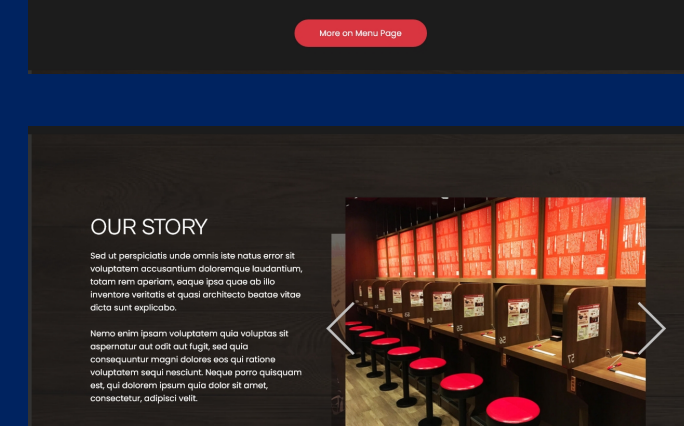 More on Menu Page
OUR STORY
Sed ut perspiciatis unde omnis iste natus error sit
voluptatem accusantium doloremque laudantium,
totam rem aperiam, eaque ipsa quae ab illo
inventore veritatis et quasi architecto beatae vitae
dicta sunt explicabo.
Nemo enim ipsam voluptatem quia voluptas sit
aspernatur aut odit aut fugit, sed quia
consequuntur magni dolores eos qui ratione
voluptatem sequi nesciunt. Neque porro quisquam
est, qui dolorem ipsum quia dolor sit amet,
consectetur, adipisci velit.